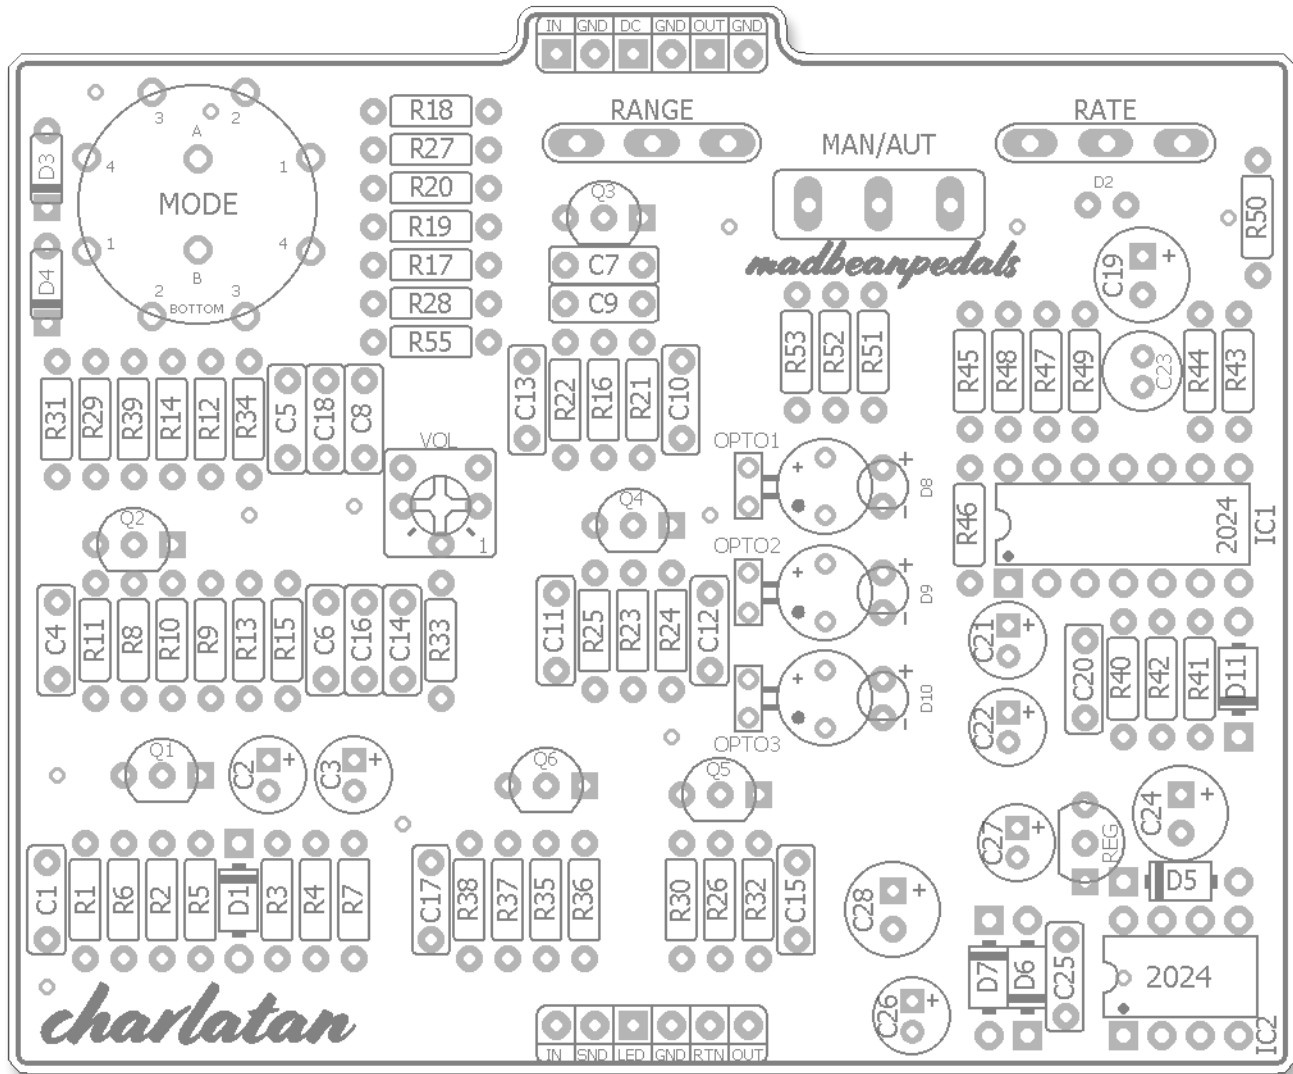 IN GND DC GND OUT GND
RANGE
RATE
MAN/AUT
3 2
A
4 1
MODE
1 4
B
2 3
BOTTOM
D3
D4
R18
R27
R20
R19
R17
R28
R55
Q3
C7
C9
D2
R50
C19 +
madbeanpedals
R31 R29 R39 R14 R12 R34 C5 C18 C8
C13 R22 R16 R21 C10
R53 R52 R51
R45 R48 R47 R49 C23 R44 R43
VOL
1
OPTO1
+ + D8 −
Q2
Q4
R46
2024
IC1
OPTO2
+ + D9 −
C4 R11 R8 R10 R9 R13 R15 C6 C16 C14 R33
C11 R25 R23 R24 C12
C21 +
C20 R40 R42 R41 D11
+ + D10 −
OPTO3
C22 +
Q1
C2 +
C3 +
Q6
Q5
C27 +
REG
C24 +
C1 R1 R6 R2 R5 D1 R3 R4 R7
C17 R38 R37 R35 R36
R30 R26 R32 C15
C28 +
D5
D7 D6 C25
2024
IC2
C26 +
charlatan
IN SND LED GND RTN OUT